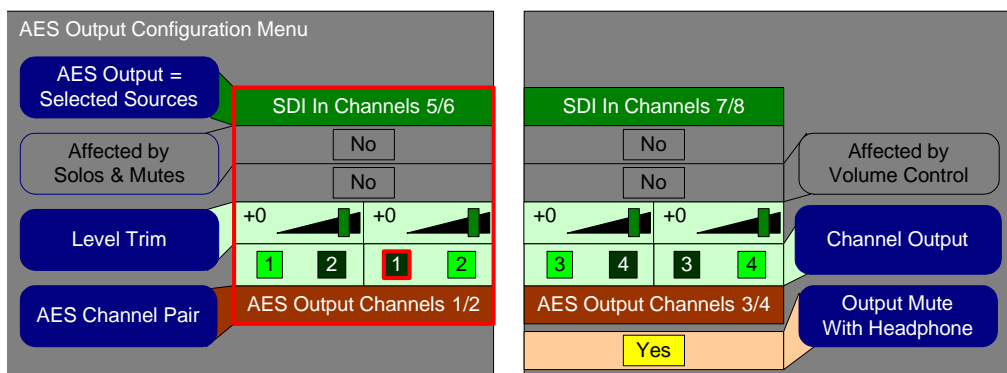 AES Output Configuration Menu
AES Output =
Selected Sources
SDI In Channels 5/6
SDI In Channels 7/8
Affected by
Solos & Mutes
No
No
Affected by
Volume Control
No
No
Level Trim
+0 +0
+0 +0
Channel Output
1 2 1 2
3 4 3 4
AES Channel Pair
AES Output Channels 1/2
AES Output Channels 3/4
Output Mute
With Headphone
Yes